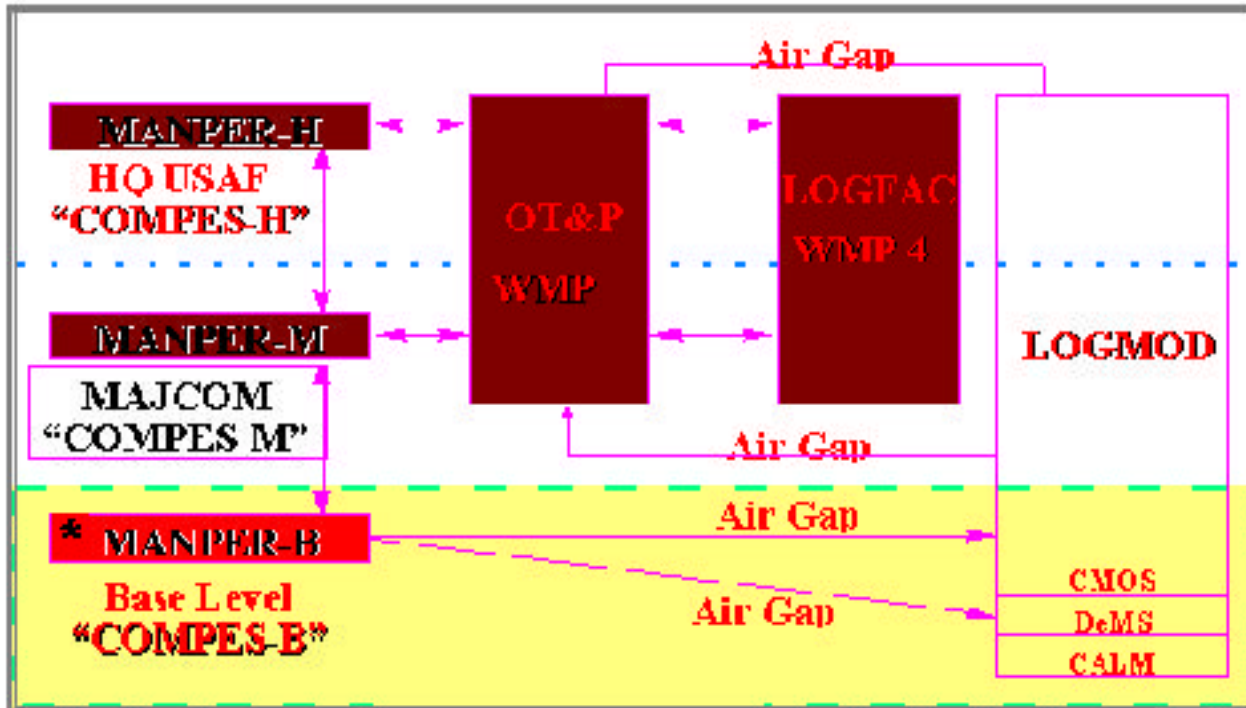 Air Gap
MANPER-H
HQ USAF
“COMPES-H”
OT&P
WMP
LOGFAC
WMP 4
MANPER-M
MAJCOM
“COMPES M”
LOGMOD
Air Gap
* MANPER-B
Base Level
“COMPES-B”
Air Gap
Air Gap
CMOS
DeMS
CALM